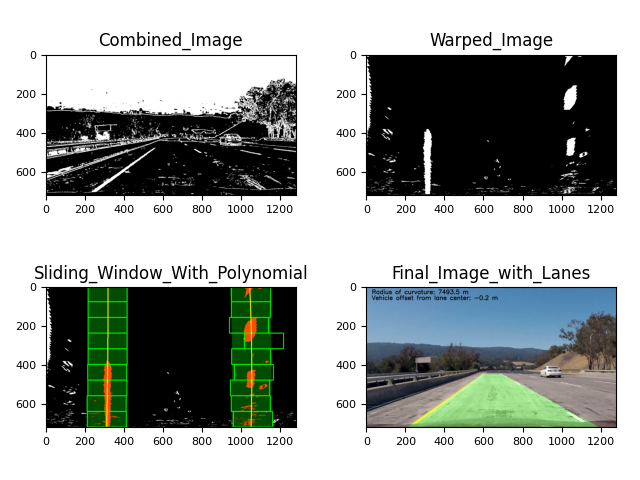 Combined_Image
0
200
400
600
0 200 400 600 800 1000 1200
Warped_Image
0
200
400
600
0 200 400 600 800 1000 1200
Sliding_Window_With_Polynomial
0
200
400
600
0 200 400 600 800 1000 1200
Final_Image_with_Lanes
Radius of curvature: 7493.5 m
Vehicle offset from lane center: -0.2 m
0
200
400
600
0 200 400 600 800 1000 1200